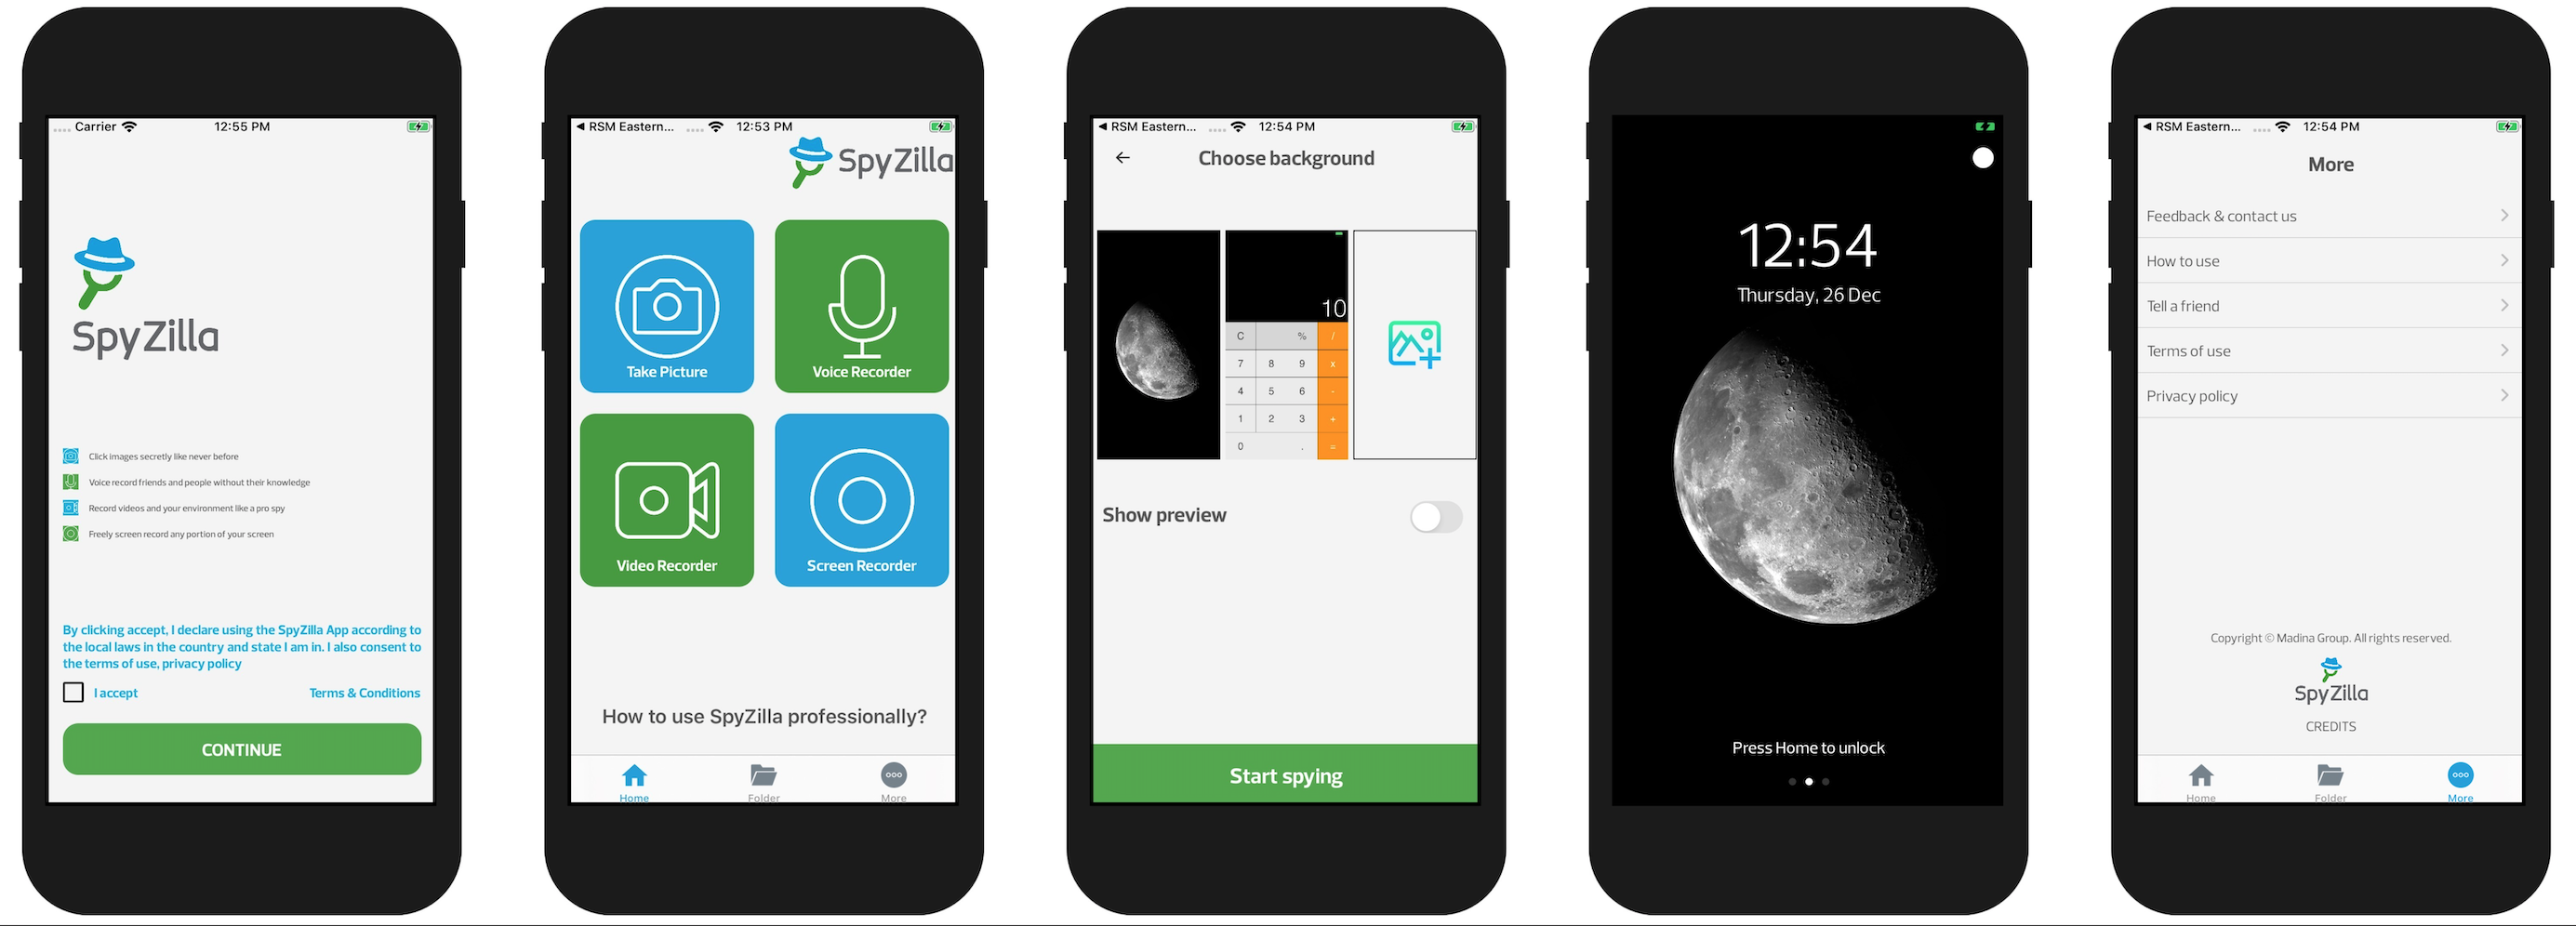 Carrier
12:55 PM
SpyZilla
Click images secretly like never before
Voice record friends and people without their knowledge
Record videos and your environment like a pro spy
Freely screen record any portion of your screen
By clicking accept, I declare using the SpyZilla App according to
the local laws in the country and state I am in. I also consent to
the terms of use, privacy policy
I accept
Terms & Conditions
CONTINUE
RSM Eastern...
12:53 PM
SpyZilla
Take Picture
Voice Recorder
Video Recorder
Screen Recorder
How to use SpyZilla professionally?
Home
Folder
More
RSM Eastern...
12:54 PM
Choose background
10
C % /
7 8 9 x
4 5 6 -
1 2 3 +
0 . =
Show preview
Start spying
12:54
Thursday, 26 Dec
Press Home to unlock
RSM Eastern...
12:54 PM
More
Feedback & contact us
How to use
Tell a friend
Terms of use
Privacy policy
Copyright © Madina Group. All rights reserved.
SpyZilla
CREDITS
Home
Folder
More